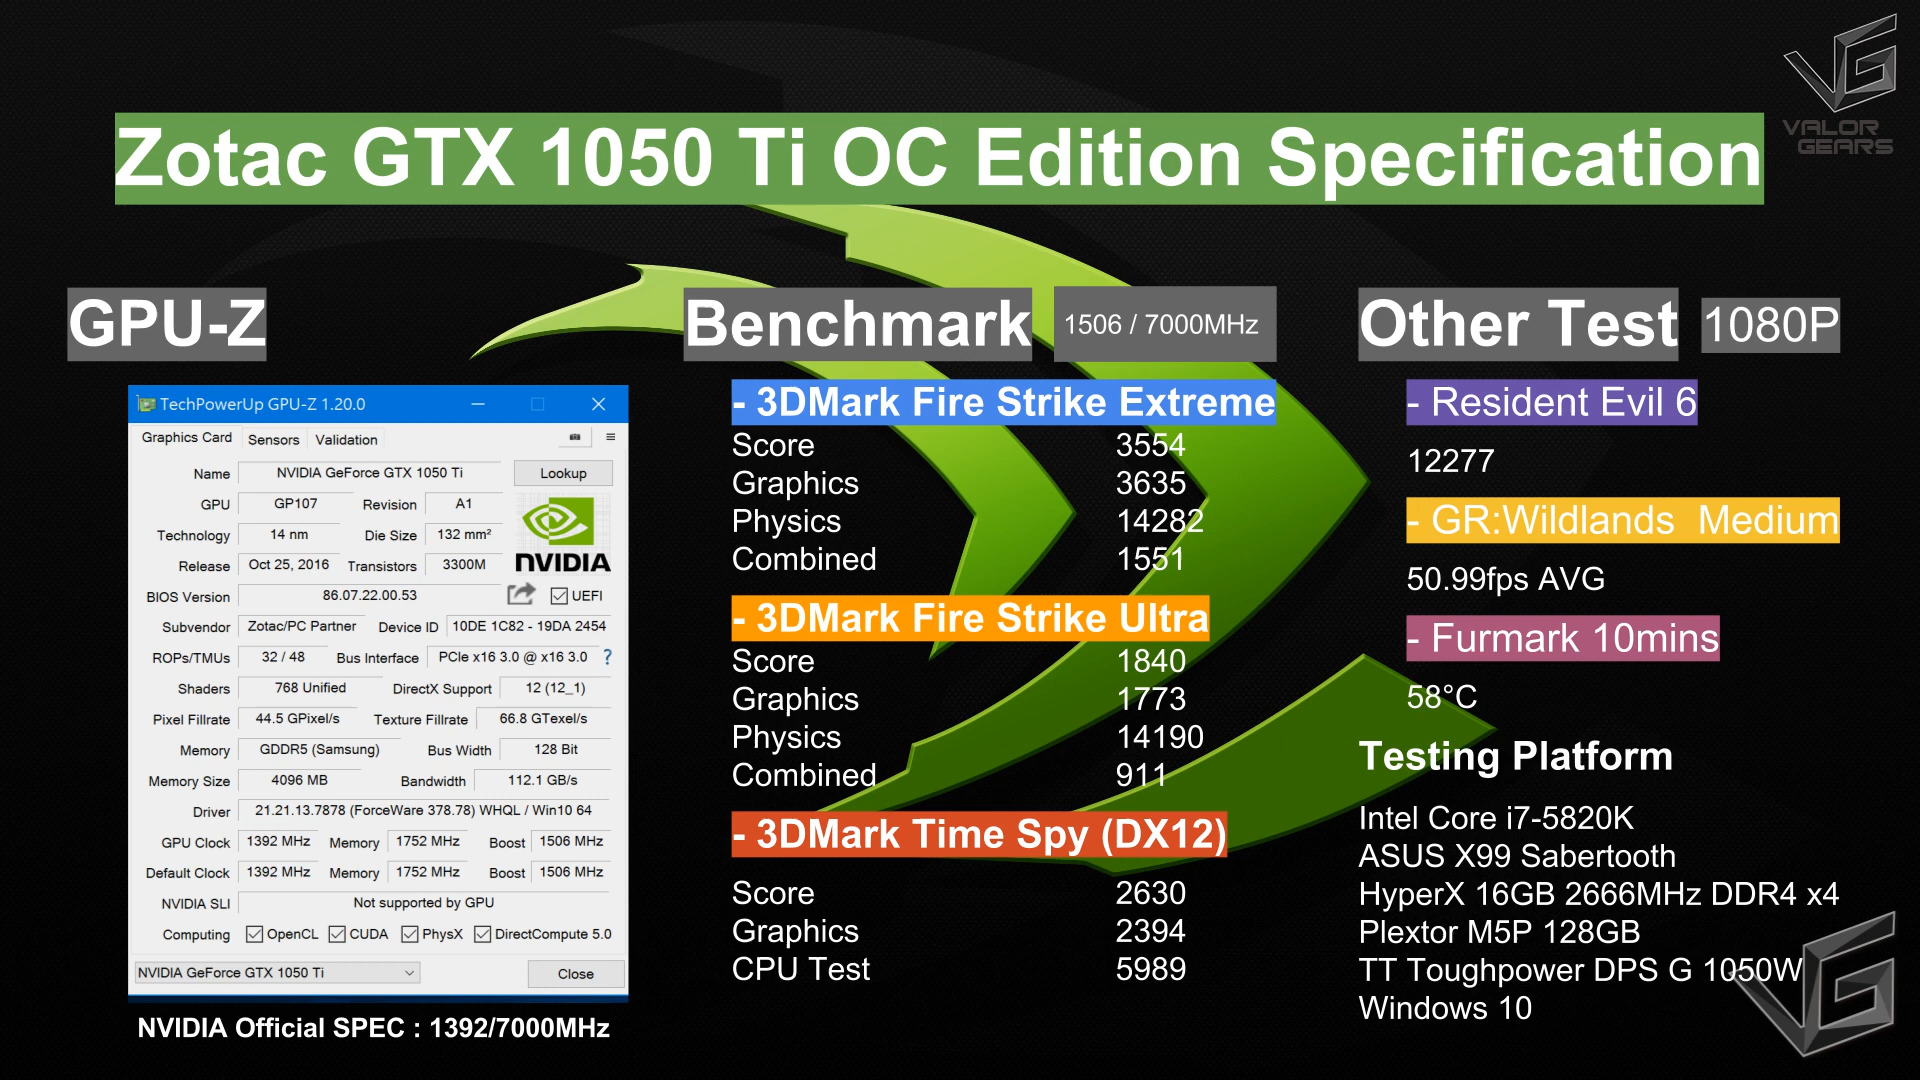 VALOR
GEARS
Zotac GTX 1050 Ti OC Edition Specification
GPU-Z
TechPowerUp GPU-Z 1.20.0
Graphics Card Sensors Validation
Name NVIDIA GeForce GTX 1050 Ti Lookup
GPU GP107 Revision A1
Technology 14 nm Die Size 132 mm²
Release Oct 25, 2016 Transistors 3300M
NVIDIA
BIOS Version 86.07.22.00.53 UEFI
Subvendor Zotac/PC Partner Device ID 10DE 1C82 - 19DA 2454
ROPs/TMUs 32 / 48 Bus Interface PCIe x16 3.0 @ x16 3.0 ?
Shaders 768 Unified DirectX Support 12 (12_1)
Pixel Fillrate 44.5 GPixel/s Texture Fillrate 66.8 GTexel/s
Memory GDDR5 (Samsung) Bus Width 128 Bit
Memory Size 4096 MB Bandwidth 112.1 GB/s
Driver 21.21.13.7878 (ForceWare 378.78) WHQL / Win10 64
GPU Clock 1392 MHz Memory 1752 MHz Boost 1506 MHz
Default Clock 1392 MHz Memory 1752 MHz Boost 1506 MHz
NVIDIA SLI Not supported by GPU
Computing OpenCL CUDA PhysX DirectCompute 5.0
NVIDIA GeForce GTX 1050 Ti Close
NVIDIA Official SPEC : 1392/7000MHz
Benchmark 1506 / 7000MHz
- 3DMark Fire Strike Extreme
Score 3554
Graphics 3635
Physics 14282
Combined 1551
- 3DMark Fire Strike Ultra
Score 1840
Graphics 1773
Physics 14190
Combined 911
- 3DMark Time Spy (DX12)
Score 2630
Graphics 2394
CPU Test 5989
Other Test 1080P
- Resident Evil 6
12277
- GR:Wildlands Medium
50.99fps AVG
- Furmark 10mins
58°C
Testing Platform
Intel Core i7-5820K
ASUS X99 Sabertooth
HyperX 16GB 2666MHz DDR4 x4
Plextor M5P 128GB
TT Toughpower DPS G 1050W
Windows 10